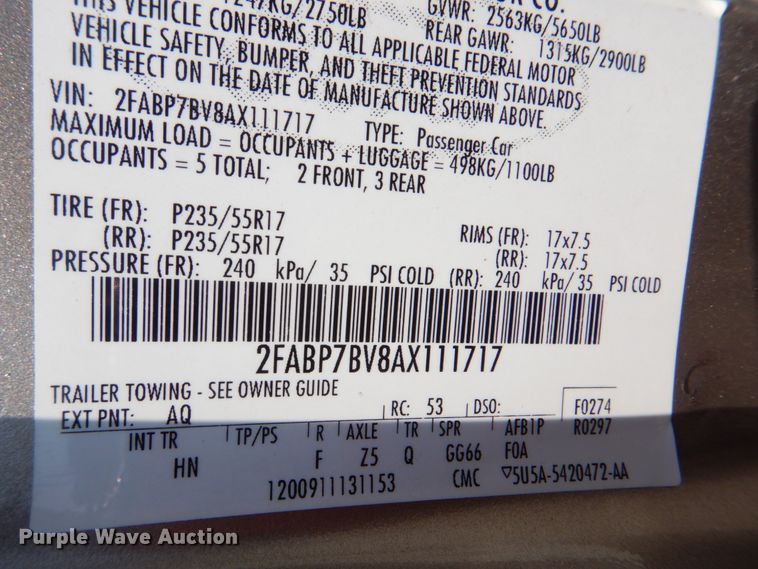 CO.
247KG/2750LB
GVWR: 2563KG/5650LB
REAR GAWR: 1315KG/2900LB
THIS VEHICLE CONFORMS TO ALL APPLICABLE FEDERAL MOTOR
VEHICLE SAFETY, BUMPER, AND THEFT PREVENTION STANDARDS
IN EFFECT ON THE DATE OF MANUFACTURE SHOWN ABOVE.
VIN: 2FABP7BV8AX111717 TYPE: Passenger Car
MAXIMUM LOAD = OCCUPANTS + LUGGAGE = 498KG/1100LB
OCCUPANTS = 5 TOTAL; 2 FRONT, 3 REAR
TIRE (FR): P235/55R17 RIMS (FR): 17x7.5
(RR): P235/55R17 (RR): 17x7.5
PRESSURE (FR): 240 kPa/ 35 PSI COLD (RR): 240 kPa/ 35 PSI COLD
2FABP7BV8AX111717
TRAILER TOWING - SEE OWNER GUIDE
EXT PNT: AQ RC: 53 DSO: F0274
INT TR TP/PS R AXLE TR SPR AFB1P R0297
HN F Z5 Q GG66 F0A
1200911131153 CMC ▽5U5A-5420472-AA
Purple Wave Auction